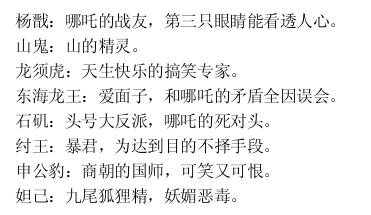 杨戬：哪吒的战友，第三只眼睛能看透人心。
山鬼：山的精灵。
龙须虎：天生快乐的搞笑专家。
东海龙王：爱面子，和哪吒的矛盾全因误会。
石矶：头号大反派，哪吒的死对头。
纣王：暴君，为达到目的不择手段。
申公豹：商朝的国师，可笑又可恨。
妲己：九尾狐狸精，妖媚恶毒。